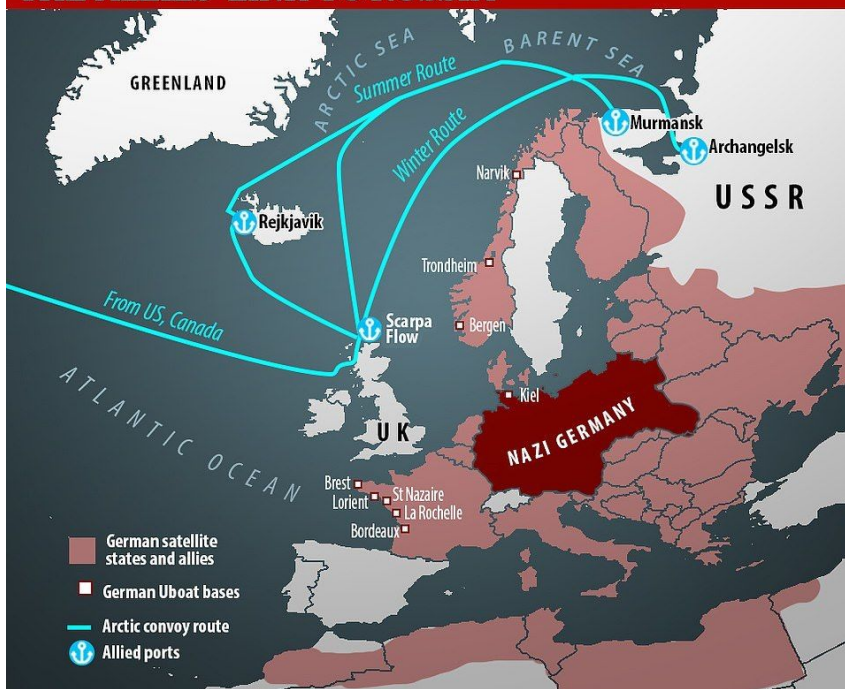 GREENLAND
ARCTIC SEA
BARENT SEA
Summer Route
Winter Route
Murmansk
Archangelsk
USSR
Narvik
Rejkjavik
Trondheim
From US, Canada
Scarpa
Flow
Bergen
Kiel
ATLANTIC OCEAN
UK
NAZI GERMANY
Brest
Lorient
St Nazaire
La Rochelle
Bordeaux
German satellite
states and allies
German Uboat bases
Arctic convoy route
Allied ports